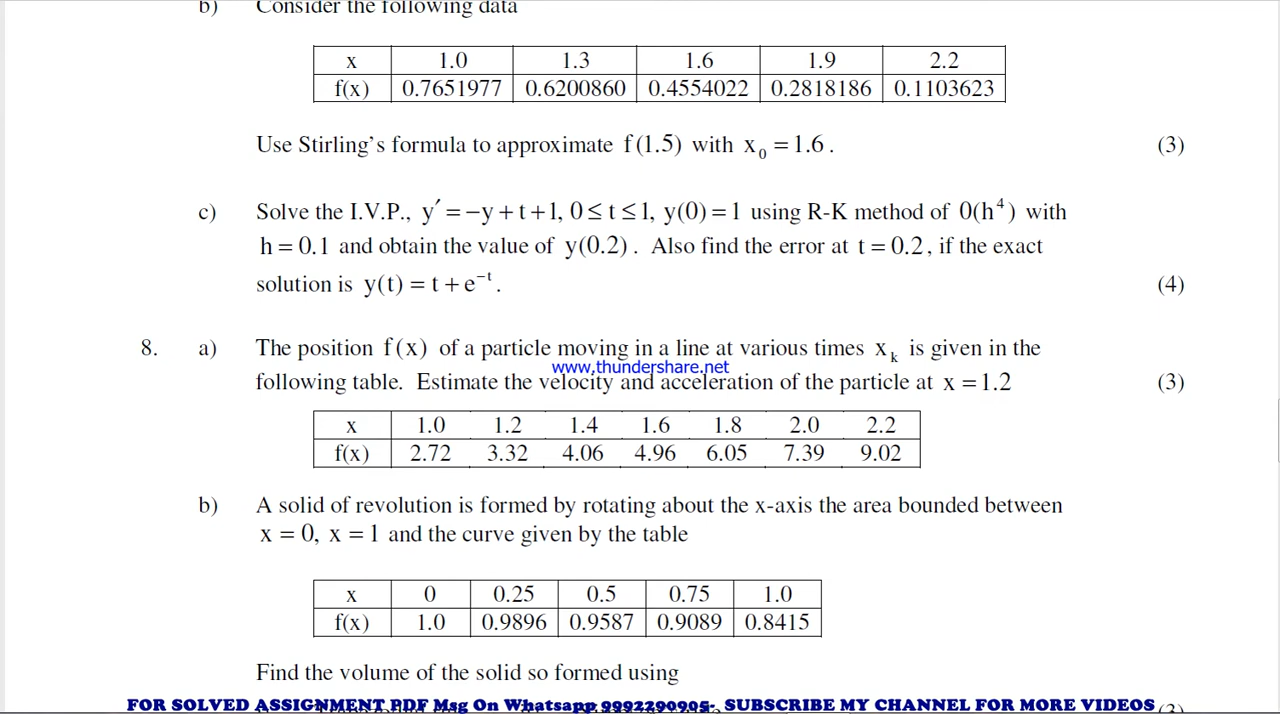 b) Consider the following data
x 1.0 1.3 1.6 1.9 2.2
f(x) 0.7651977 0.6200860 0.4554022 0.2818186 0.1103623
Use Stirling's formula to approximate f(1.5) with x₀ = 1.6. (3)
c) Solve the I.V.P., y′ = −y + t + 1, 0 ≤ t ≤ 1, y(0) = 1 using R-K method of 0(h⁴) with
h = 0.1 and obtain the value of y(0.2). Also find the error at t = 0.2, if the exact
solution is y(t) = t + e⁻ᵗ. (4)
8. a) The position f(x) of a particle moving in a line at various times xₖ is given in the
www,thundershare.net
following table. Estimate the velocity and acceleration of the particle at x = 1.2 (3)
x 1.0 1.2 1.4 1.6 1.8 2.0 2.2
f(x) 2.72 3.32 4.06 4.96 6.05 7.39 9.02
b) A solid of revolution is formed by rotating about the x-axis the area bounded between
x = 0, x = 1 and the curve given by the table
x 0 0.25 0.5 0.75 1.0
f(x) 1.0 0.9896 0.9587 0.9089 0.8415
Find the volume of the solid so formed using
FOR SOLVED ASSIGNMENT PDF Msg On Whatsapp 9992290905, SUBSCRIBE MY CHANNEL FOR MORE VIDEOS